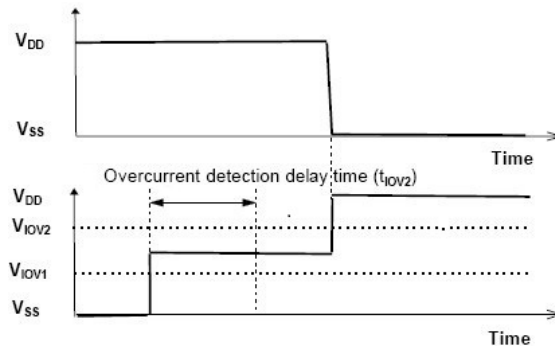 VDD
VSS
Time
Overcurrent detection delay time (tIOV2)
VDD
VIOV2
VIOV1
VSS
Time